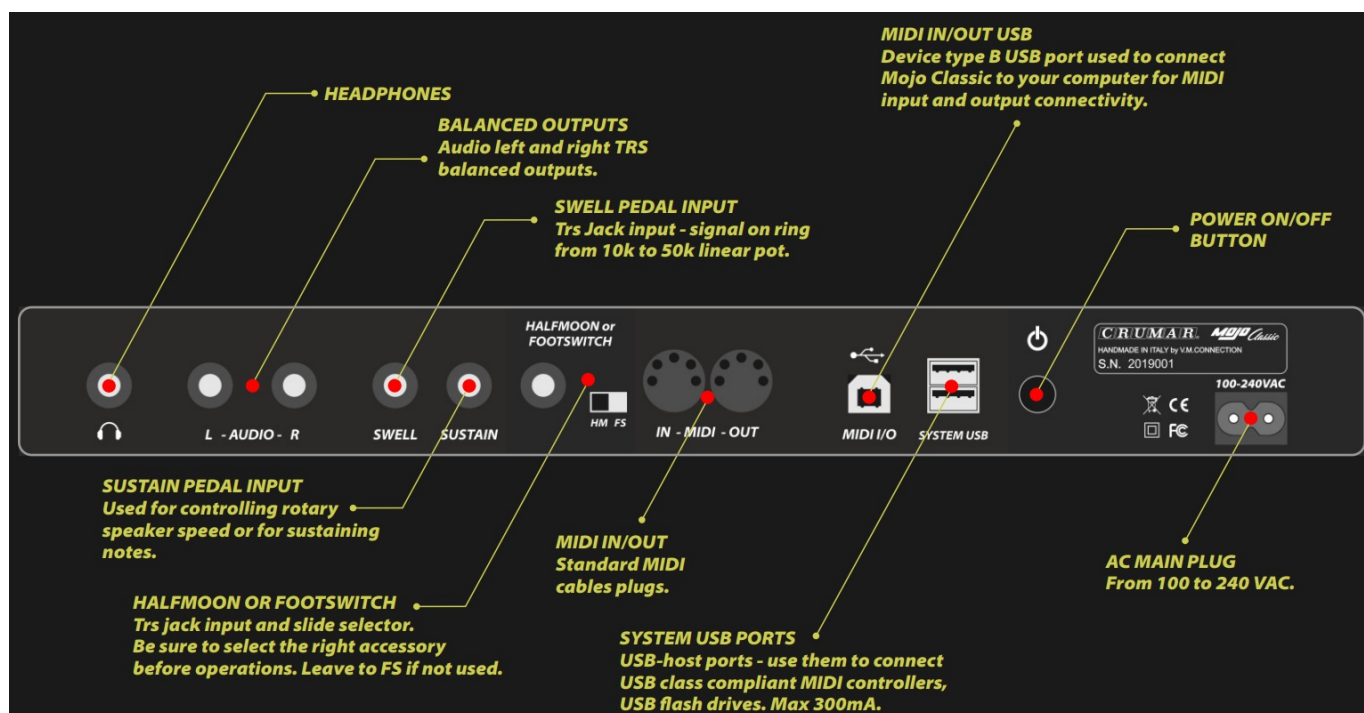 MIDI IN/OUT USB
Device type B USB port used to connect
Mojo Classic to your computer for MIDI
input and output connectivity.
HEADPHONES
BALANCED OUTPUTS
Audio left and right TRS
balanced outputs.
SWELL PEDAL INPUT
Trs Jack input - signal on ring
from 10k to 50k linear pot.
POWER ON/OFF
BUTTON
HALFMOON or
FOOTSWITCH
CRUMAR. MOJO Classic
HANDMADE IN ITALY by V.M.CONNECTION
S.N. 2019001
100-240VAC
HM FS
L - AUDIO - R
SWELL
SUSTAIN
IN - MIDI - OUT
MIDI I/O
SYSTEM USB
CE
FC
SUSTAIN PEDAL INPUT
Used for controlling rotary
speaker speed or for sustaining
notes.
MIDI IN/OUT
Standard MIDI
cables plugs.
AC MAIN PLUG
From 100 to 240 VAC.
HALFMOON OR FOOTSWITCH
Trs jack input and slide selector.
Be sure to select the right accessory
before operations. Leave to FS if not used.
SYSTEM USB PORTS
USB-host ports - use them to connect
USB class compliant MIDI controllers,
USB flash drives. Max 300mA.